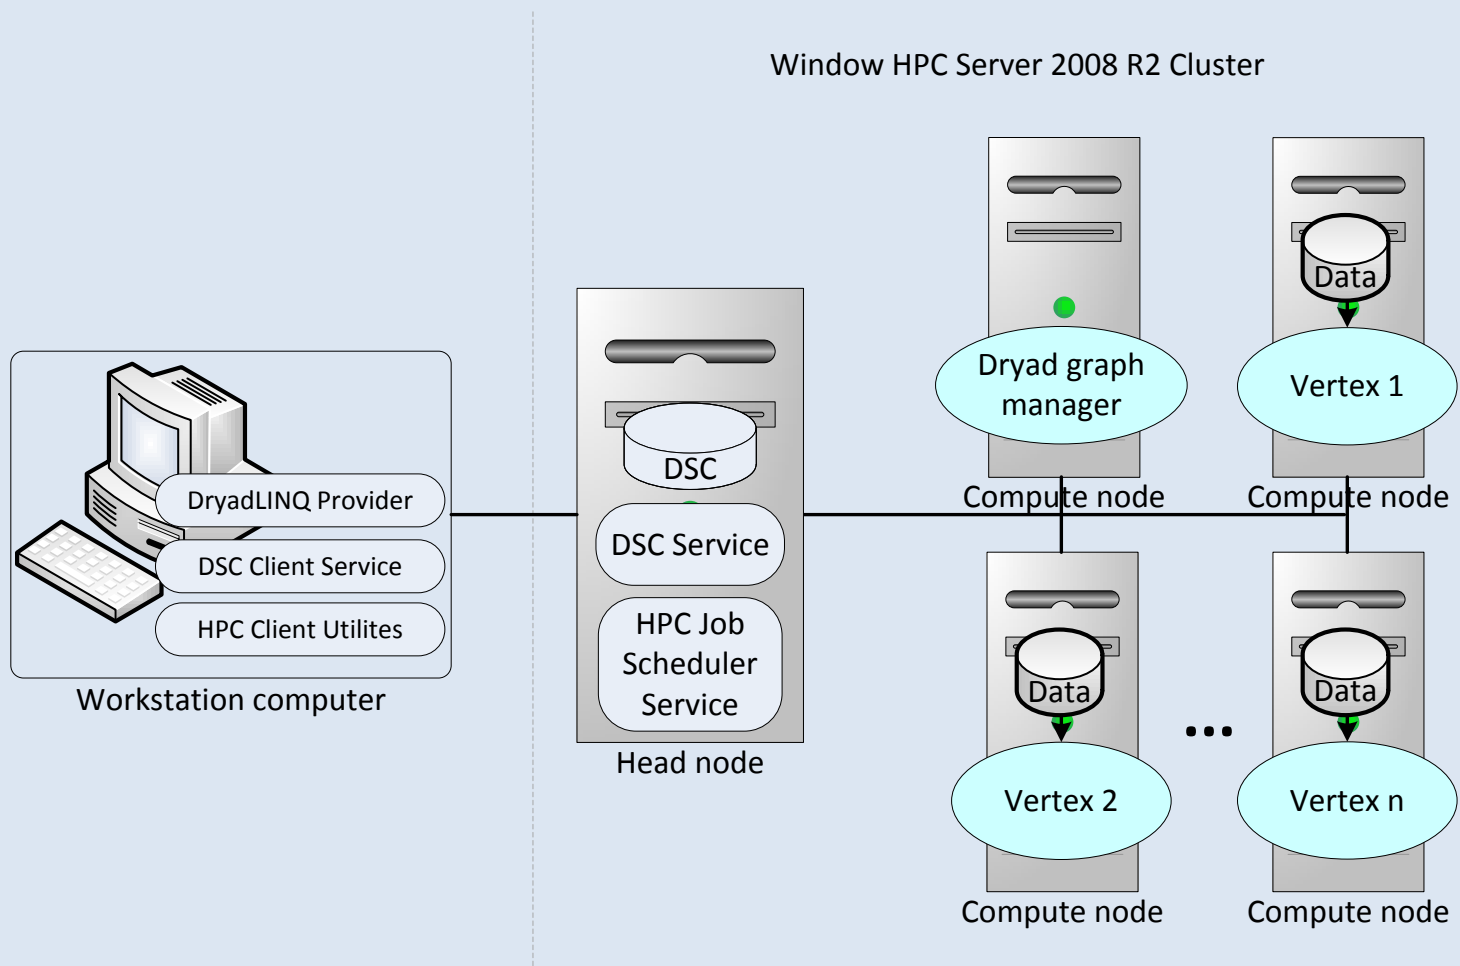 Window HPC Server 2008 R2 Cluster
DryadLINQ Provider
DSC Client Service
HPC Client Utilites
Workstation computer
DSC
DSC Service
HPC Job
Scheduler
Service
Head node
Dryad graph
manager
Compute node
Data
Vertex 1
Compute node
Data
Vertex 2
Compute node
...
Data
Vertex n
Compute node